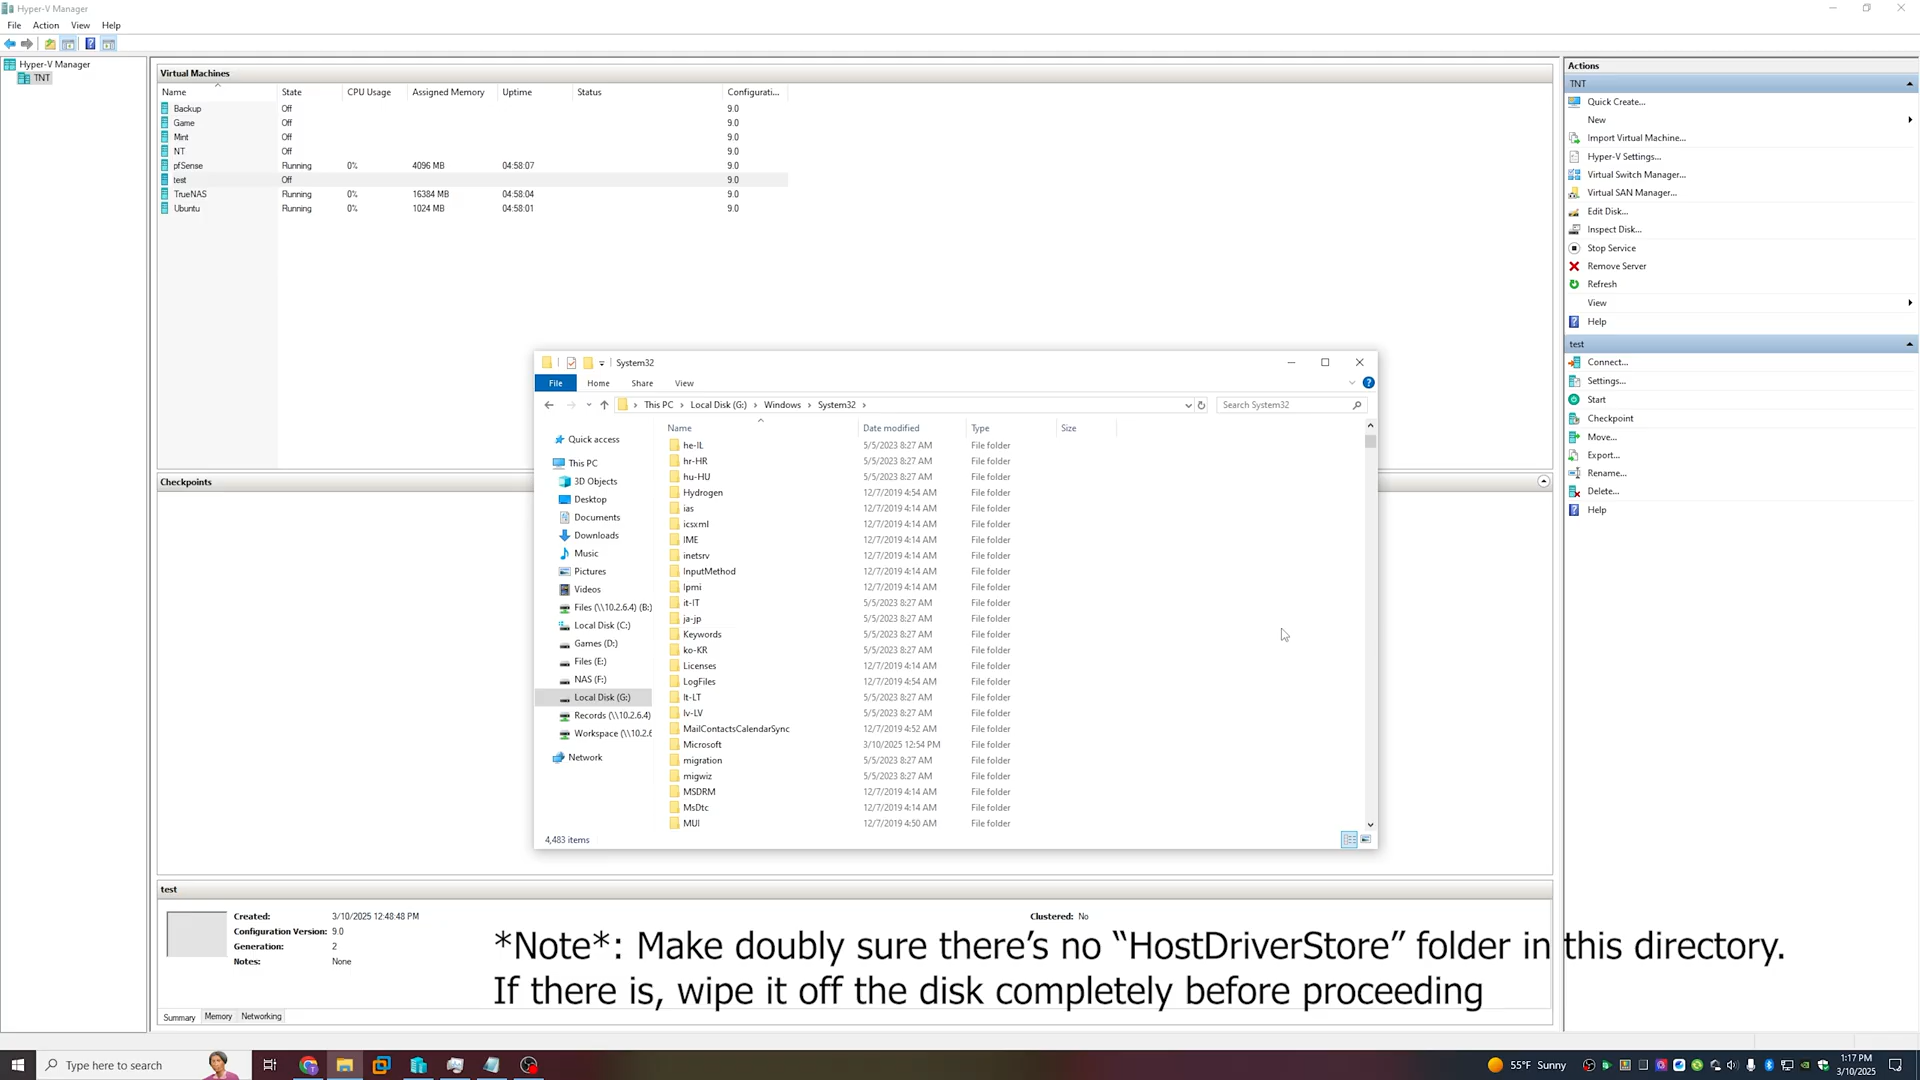 Hyper-V Manager
File Action View Help
Hyper-V Manager
TNT
Virtual Machines
Name State CPU Usage Assigned Memory Uptime Status Configurati...
Backup Off 9.0
Game Off 9.0
Mint Off 9.0
NT Off 9.0
pfSense Running 0% 4096 MB 04:58:07 9.0
test Off 9.0
TrueNAS Running 0% 16384 MB 04:58:04 9.0
Ubuntu Running 0% 1024 MB 04:58:01 9.0
Checkpoints
System32
File Home Share View
This PC Local Disk (G:) Windows System32
Search System32
Quick access
This PC
3D Objects
Desktop
Documents
Downloads
Music
Pictures
Videos
Files (\\10.2.6.4) (B:)
Local Disk (C:)
Games (D:)
Files (E:)
NAS (F:)
Local Disk (G:)
Records (\\10.2.6.4)
Workspace (\\10.2.6
Network
Name Date modified Type Size
he-IL 5/5/2023 8:27 AM File folder
hr-HR 5/5/2023 8:27 AM File folder
hu-HU 5/5/2023 8:27 AM File folder
Hydrogen 12/7/2019 4:54 AM File folder
ias 12/7/2019 4:14 AM File folder
icsxml 12/7/2019 4:14 AM File folder
IME 12/7/2019 4:14 AM File folder
inetsrv 12/7/2019 4:14 AM File folder
InputMethod 12/7/2019 4:14 AM File folder
Ipmi 12/7/2019 4:14 AM File folder
it-IT 5/5/2023 8:27 AM File folder
ja-jp 5/5/2023 8:27 AM File folder
Keywords 5/5/2023 8:27 AM File folder
ko-KR 5/5/2023 8:27 AM File folder
Licenses 12/7/2019 4:14 AM File folder
LogFiles 12/7/2019 4:54 AM File folder
lt-LT 5/5/2023 8:27 AM File folder
lv-LV 5/5/2023 8:27 AM File folder
MailContactsCalendarSync 12/7/2019 4:52 AM File folder
Microsoft 3/10/2025 12:54 PM File folder
migration 5/5/2023 8:27 AM File folder
migwiz 5/5/2023 8:27 AM File folder
MSDRM 12/7/2019 4:14 AM File folder
MsDtc 12/7/2019 4:14 AM File folder
MUI 12/7/2019 4:50 AM File folder
4,483 items
test
Created: 3/10/2025 12:48:48 PM Clustered: No
Configuration Version: 9.0
Generation: 2
Notes: None
*Note*: Make doubly sure there’s no “HostDriverStore” folder in this directory.
If there is, wipe it off the disk completely before proceeding
Summary Memory Networking
Actions
TNT
Quick Create...
New
Import Virtual Machine...
Hyper-V Settings...
Virtual Switch Manager...
Virtual SAN Manager...
Edit Disk...
Inspect Disk...
Stop Service
Remove Server
Refresh
View
Help
test
Connect...
Settings...
Start
Checkpoint
Move...
Export...
Rename...
Delete...
Help
Type here to search
55°F Sunny
1:17 PM
3/10/2025